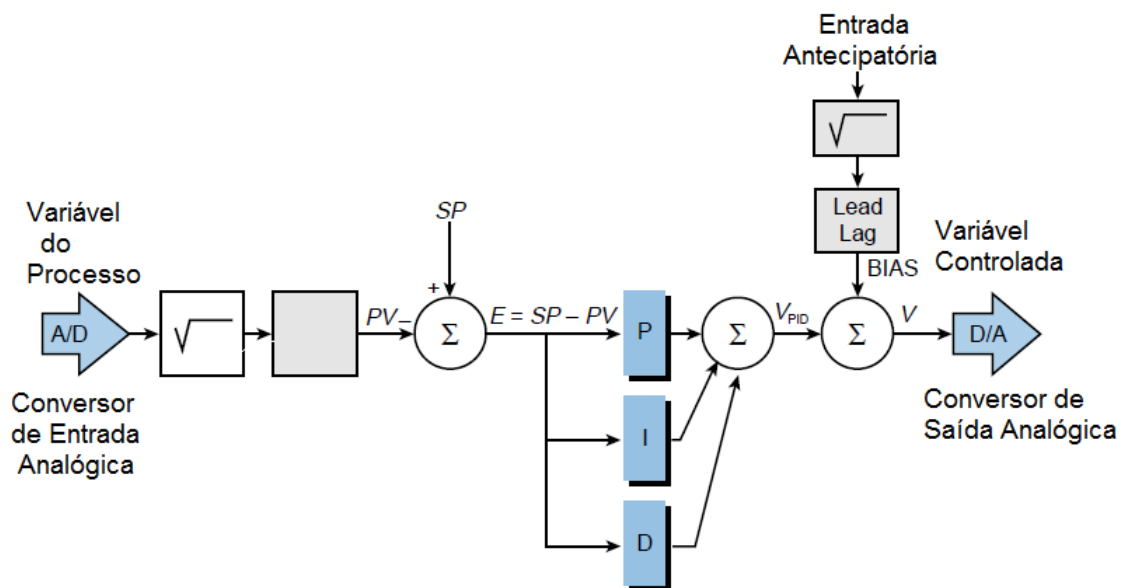 Entrada
Antecipatória
√
Lead
Lag
BIAS
Variável
do
Processo
A/D
Conversor
de Entrada
Analógica
√
SP
+
PV –
Σ
E = SP – PV
P
I
D
Σ
VPID
Σ
V
Variável
Controlada
D/A
Conversor de
Saída Analógica